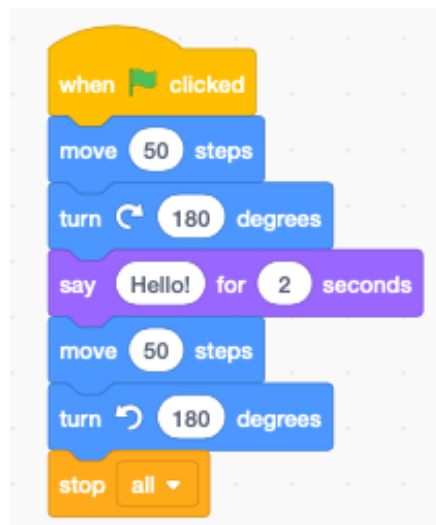 when clicked
move 50 steps
turn 180 degrees
say Hello! for 2 seconds
move 50 steps
turn 180 degrees
stop all